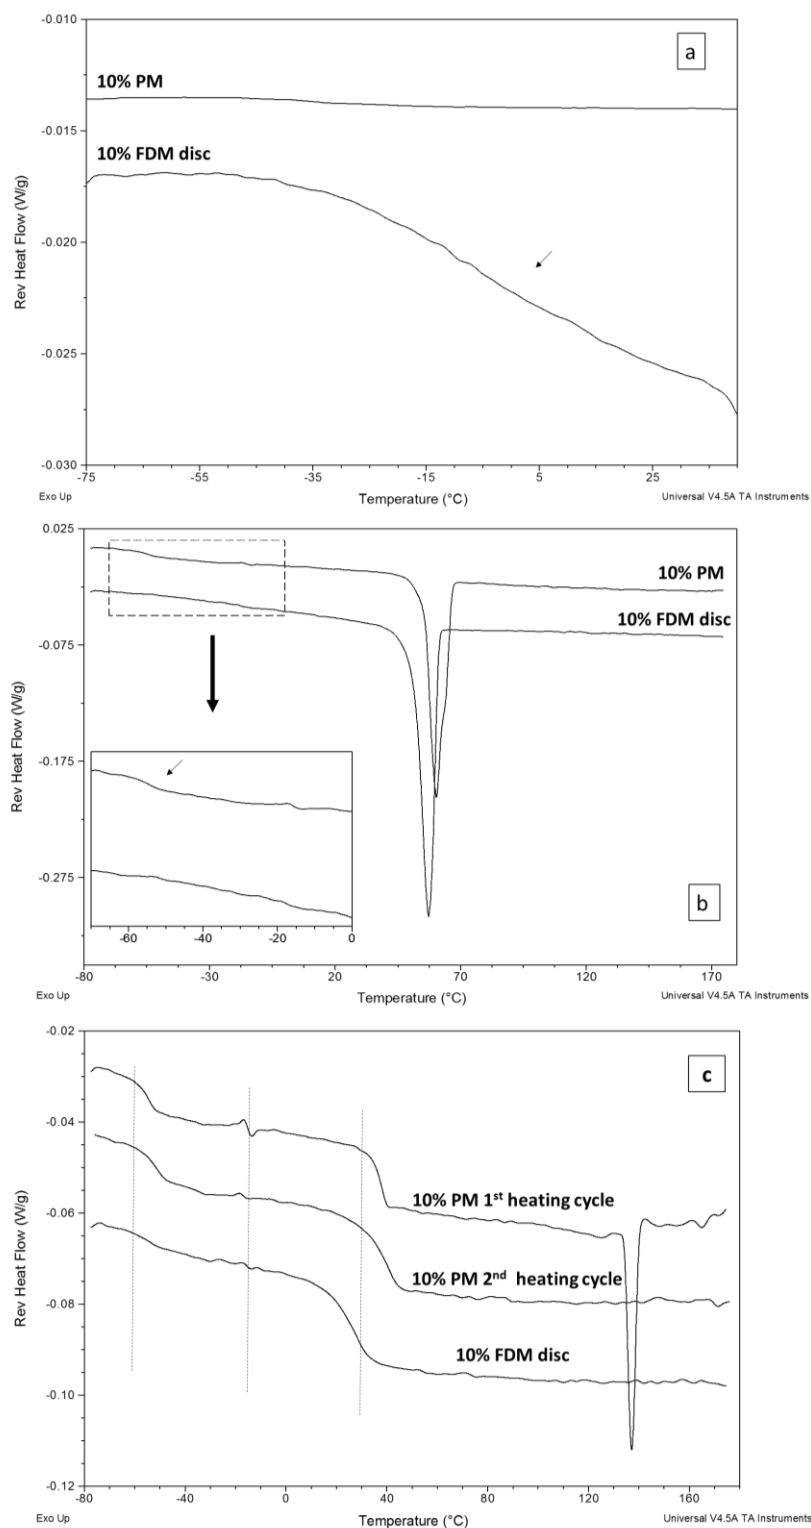 -0.010
a
10% PM
-0.015
10% FDM disc
Rev Heat Flow (W/g)
-0.020
-0.025
-0.030
-75 -55 -35 -15 5 25
Exo Up Temperature (°C) Universal V4.5A TA Instruments
0.025
10% PM
10% FDM disc
-0.075
Rev Heat Flow (W/g)
-0.175
-0.275
b
-60 -40 -20 0
-80 -30 20 70 120 170
Exo Up Temperature (°C) Universal V4.5A TA Instruments
-0.02
c
-0.04
10% PM 1st heating cycle
-0.06
Rev Heat Flow (W/g)
10% PM 2nd heating cycle
-0.08
10% FDM disc
-0.10
-0.12
-80 -40 0 40 80 120 160
Exo Up Temperature (°C) Universal V4.5A TA Instruments